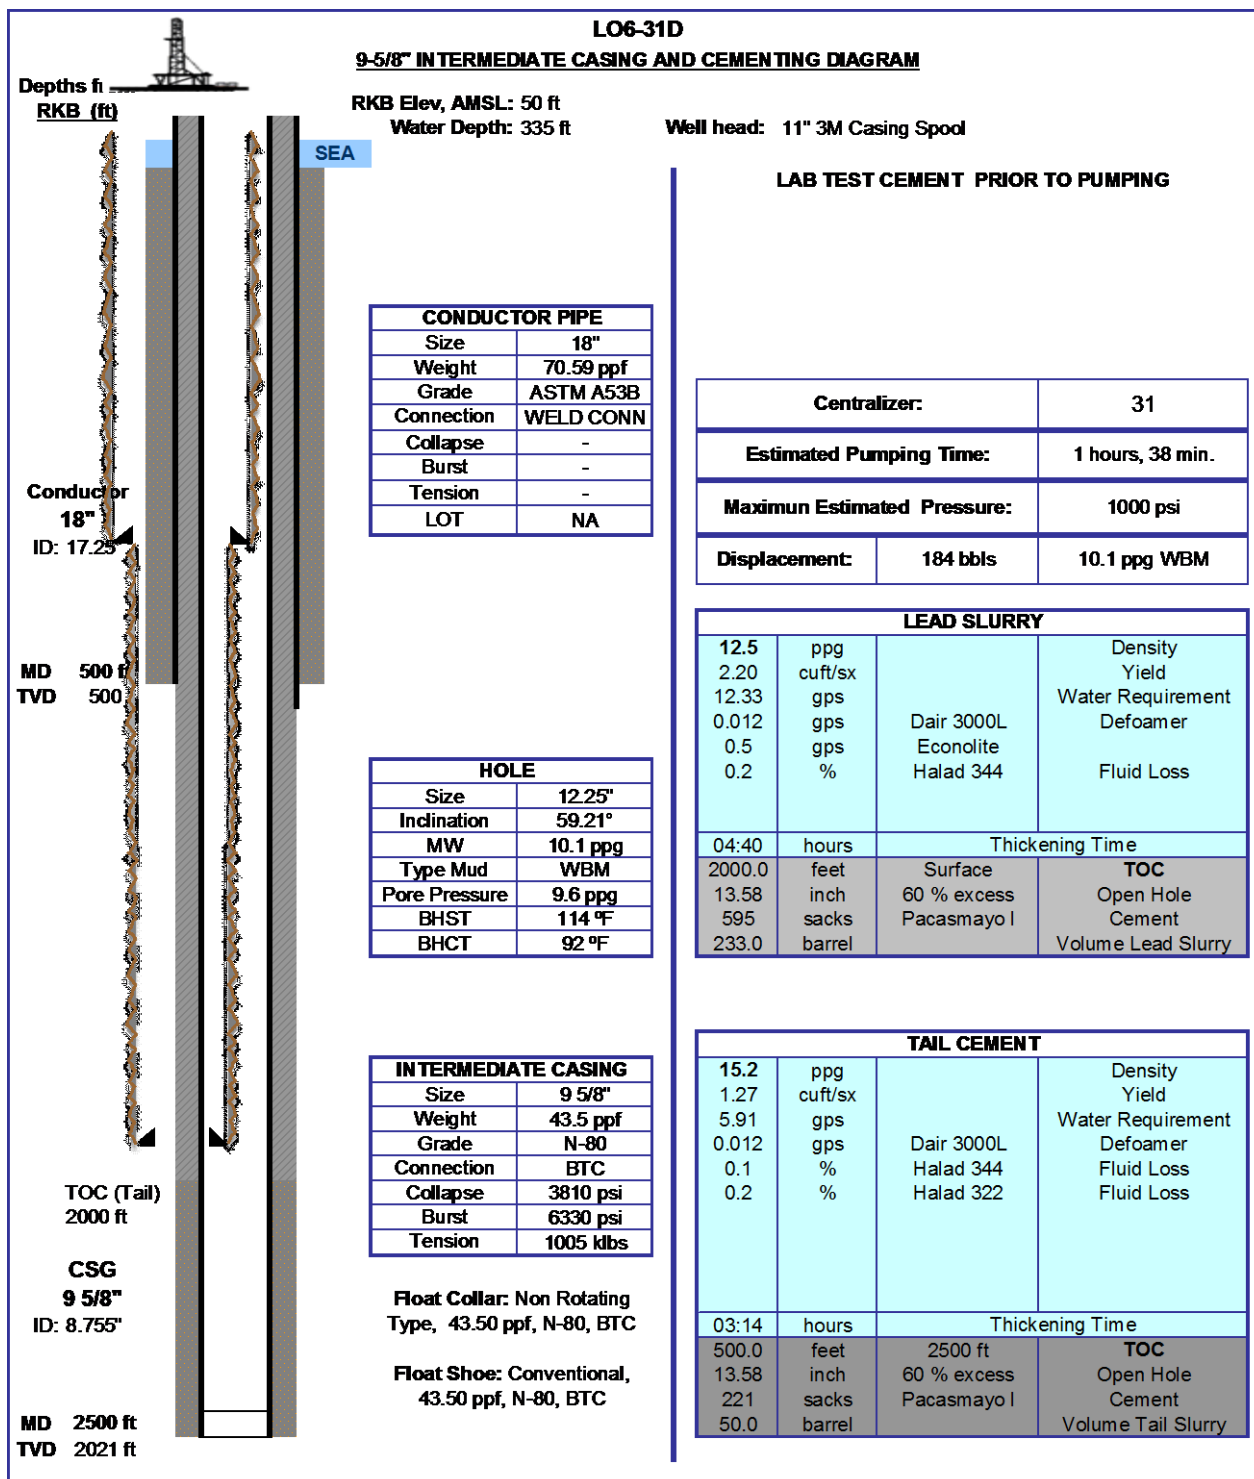 LO6-31D
9-5/8" INTERMEDIATE CASING AND CEMENTING DIAGRAM
Depths
RKB (ft)
RKB Elev, AMSL: 50 ft
Water Depth: 335 ft
Well head: 11" 3M Casing Spool
SEA
LAB TEST CEMENT PRIOR TO PUMPING
CONDUCTOR PIPE
Size 18"
Weight 70.59 ppf
Grade ASTM A53B
Connection WELD CONN
Collapse -
Burst -
Tension -
LOT NA
Centralizer: 31
Estimated Pumping Time: 1 hours, 38 min.
Maximun Estimated Pressure: 1000 psi
Displacement: 184 bbls 10.1 ppg WBM
Conductor
18"
ID: 17.25"
MD 500 f
TVD 500
LEAD SLURRY
12.5 ppg Density
2.20 cuft/sx Yield
12.33 gps Water Requirement
0.012 gps Dair 3000L Defoamer
0.5 gps Econolite
0.2 % Halad 344 Fluid Loss
04:40 hours Thickening Time
2000.0 feet Surface TOC
13.58 inch 60 % excess Open Hole
595 sacks Pacasmayo I Cement
233.0 barrel Volume Lead Slurry
HOLE
Size 12.25"
Inclination 59.21°
MW 10.1 ppg
Type Mud WBM
Pore Pressure 9.6 ppg
BHST 114 ºF
BHCT 92 ºF
INTERMEDIATE CASING
Size 9 5/8"
Weight 43.5 ppf
Grade N-80
Connection BTC
Collapse 3810 psi
Burst 6330 psi
Tension 1005 klbs
TAIL CEMENT
15.2 ppg Density
1.27 cuft/sx Yield
5.91 gps Water Requirement
0.012 gps Dair 3000L Defoamer
0.1 % Halad 344 Fluid Loss
0.2 % Halad 322 Fluid Loss
03:14 hours Thickening Time
500.0 feet 2500 ft TOC
13.58 inch 60 % excess Open Hole
221 sacks Pacasmayo I Cement
50.0 barrel Volume Tail Slurry
TOC (Tail)
2000 ft
CSG
9 5/8"
ID: 8.755"
Float Collar: Non Rotating
Type, 43.50 ppf, N-80, BTC
Float Shoe: Conventional,
43.50 ppf, N-80, BTC
MD 2500 ft
TVD 2021 ft